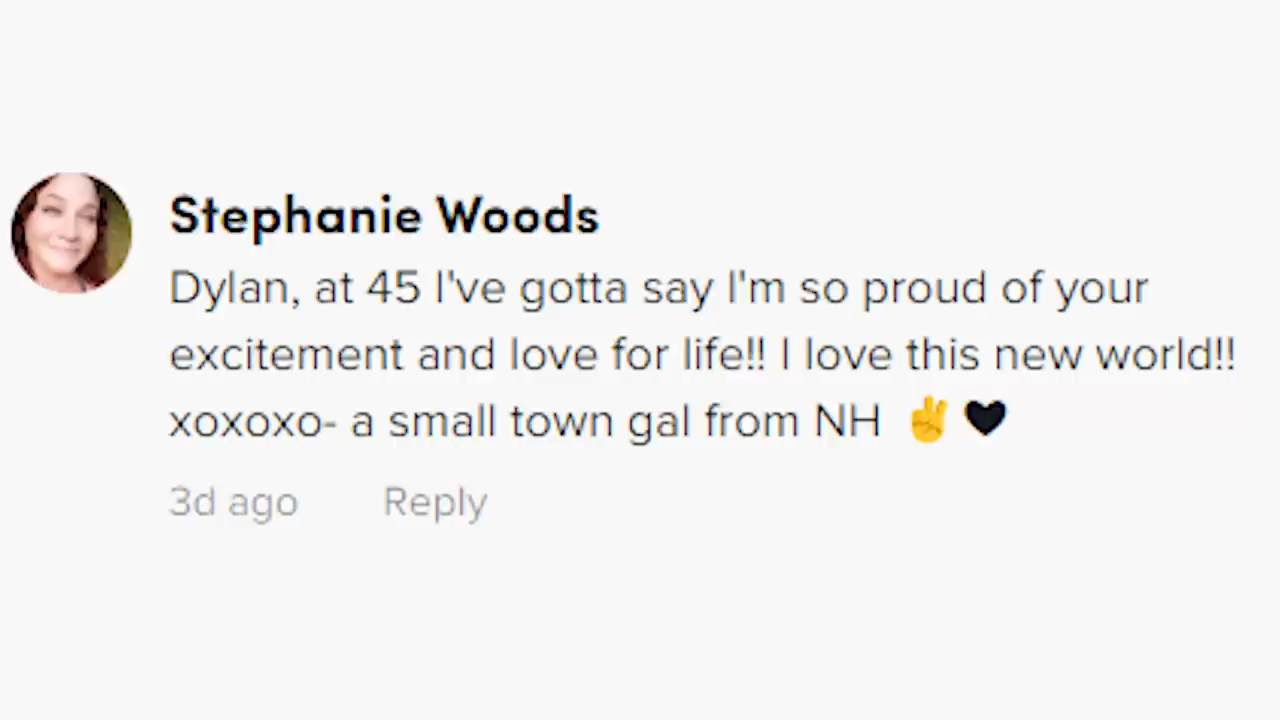 Stephanie Woods
Dylan, at 45 I've gotta say I'm so proud of your
excitement and love for life!! I love this new world!!
xoxoxo- a small town gal from NH ✌️🖤
3d ago Reply